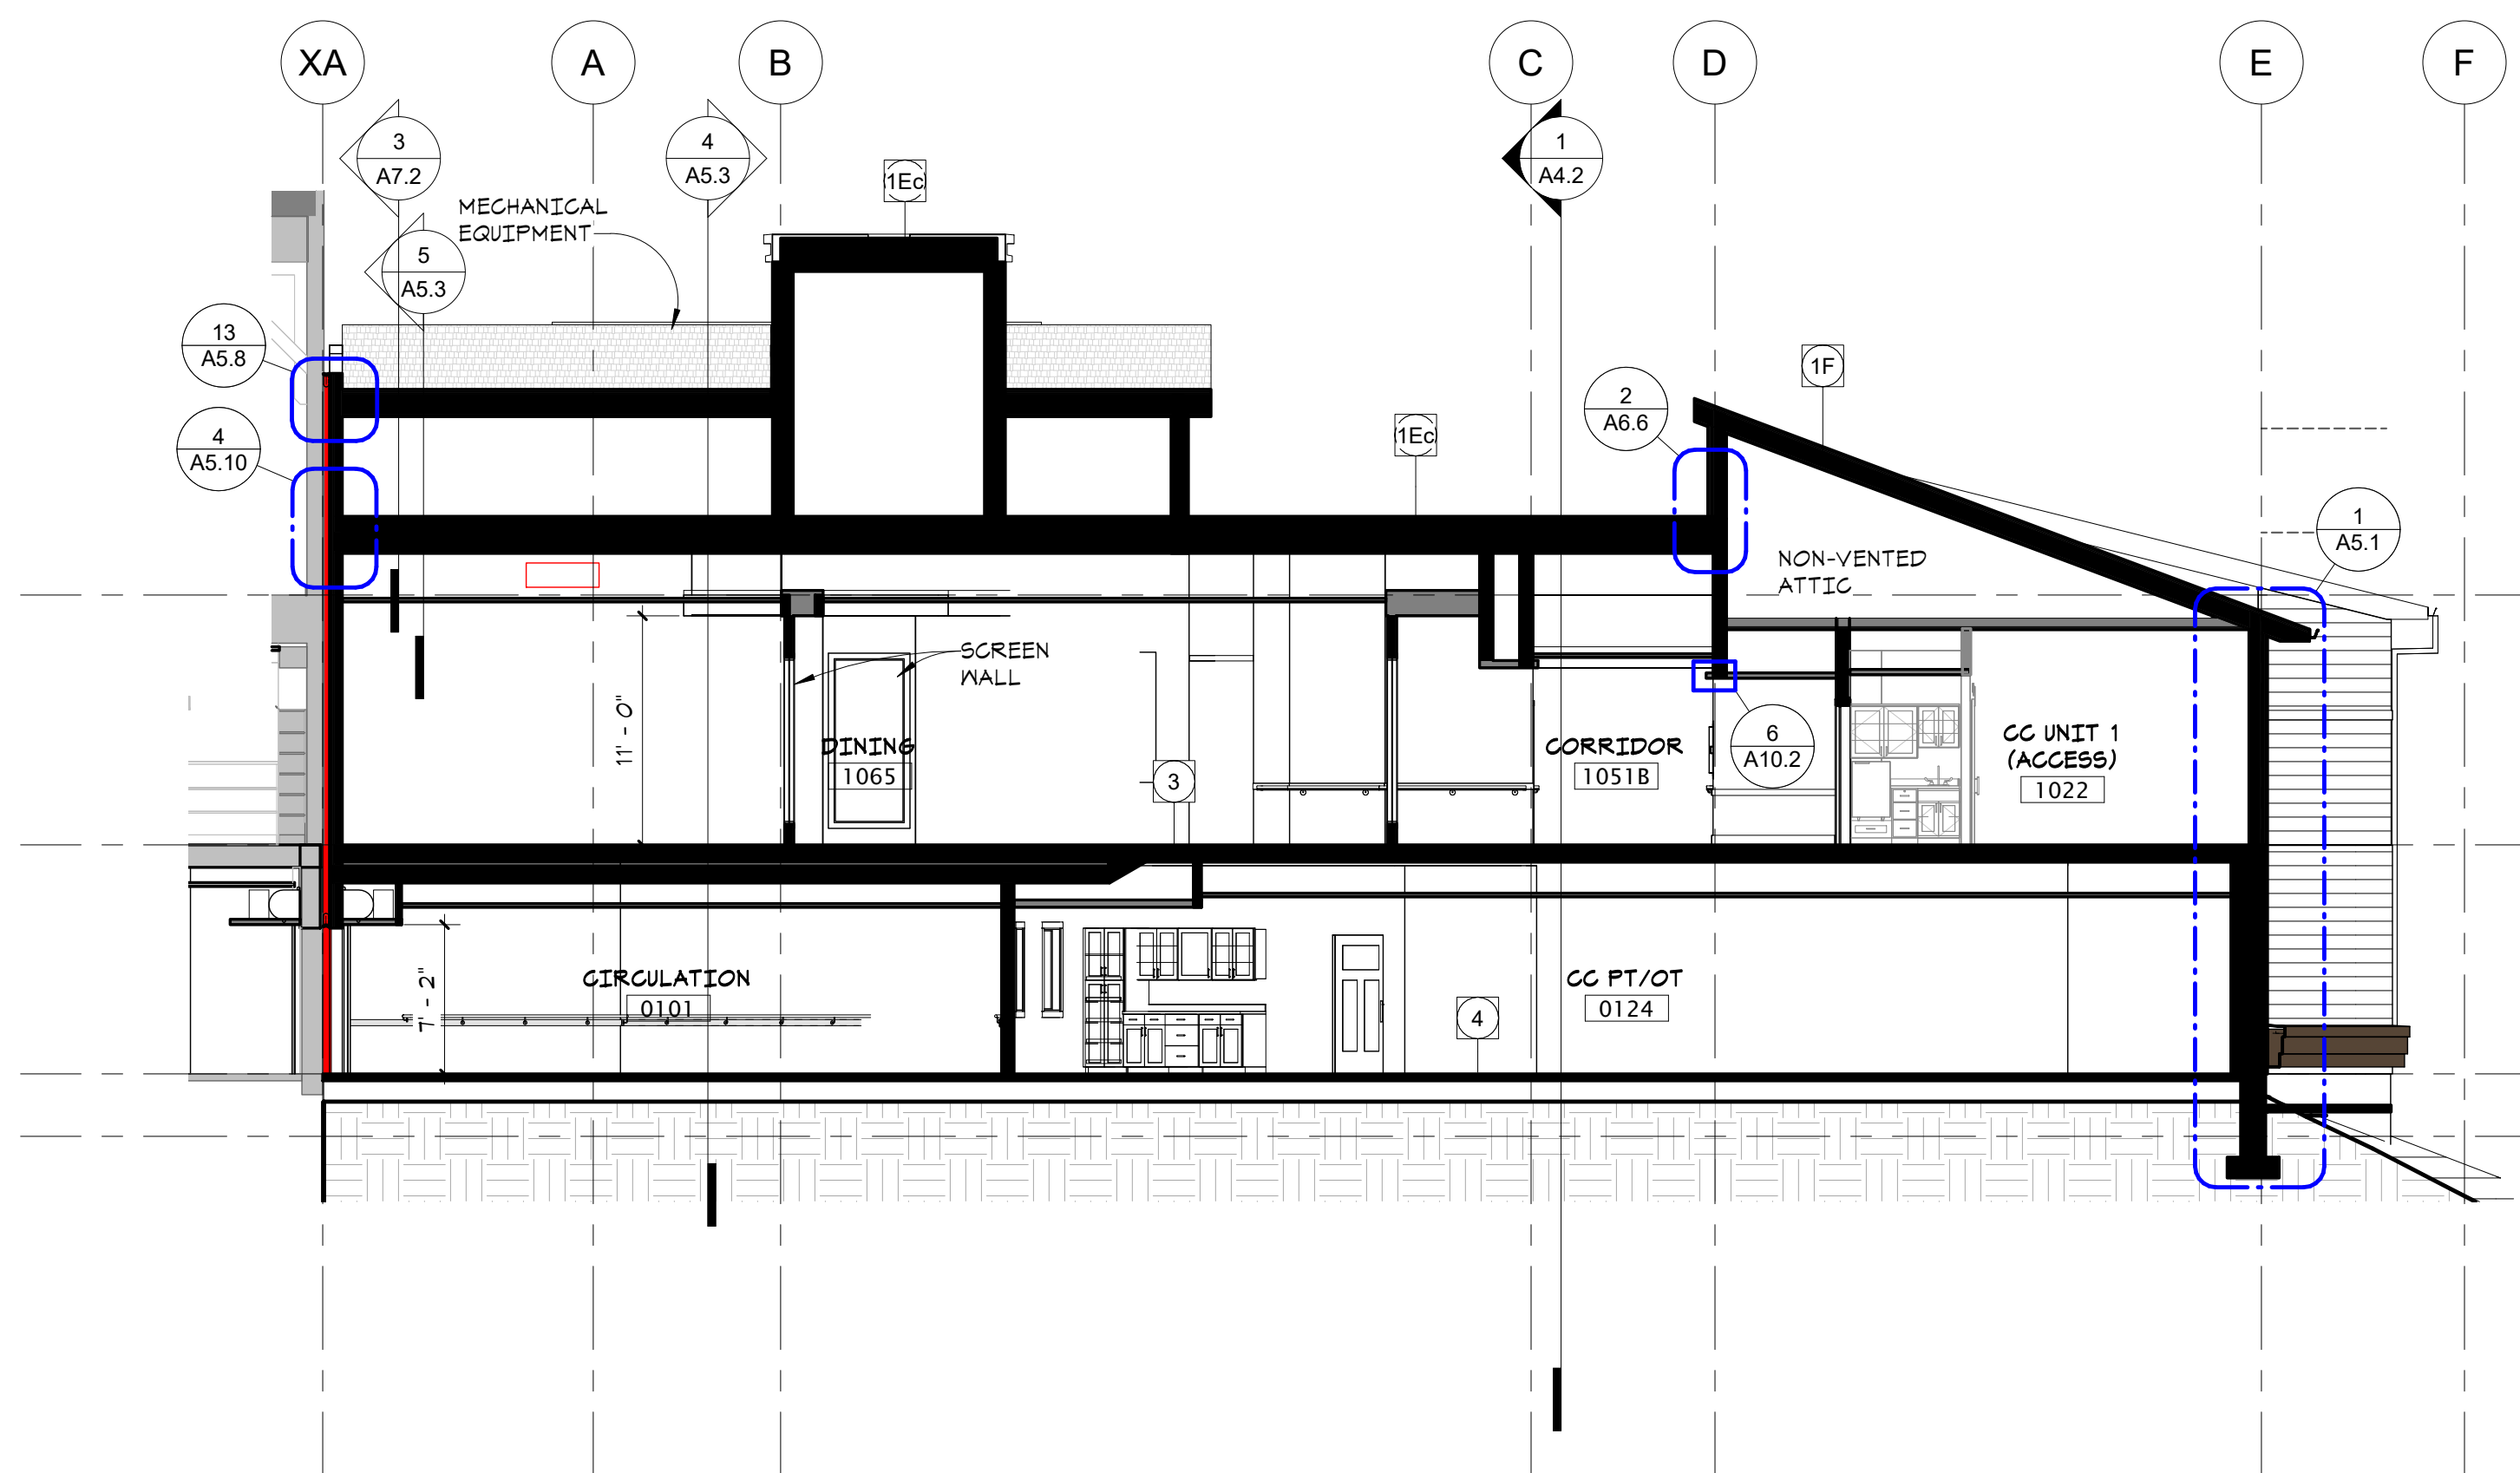 XA
A
B
C
D
E
F
3
A7.2
4
A5.3
1Ec
1
A4.2
MECHANICAL
EQUIPMENT
5
A5.3
13
A5.8
1F
2
A6.6
4
A5.10
1Ec
1
A5.1
NON-VENTED
ATTIC
SCREEN
WALL
11' - 0"
DINING
1065
3
CORRIDOR
1051B
6
A10.2
CC UNIT 1
(ACCESS)
1022
7' - 2"
CIRCULATION
0101
CC PT/OT
0124
4